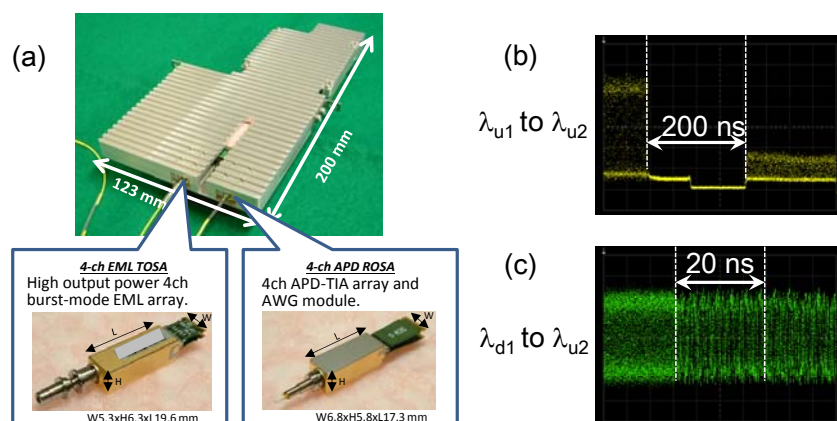 (a)
200 mm
123 mm
4-ch EML TOSA
High output power 4ch
burst-mode EML array.
L
W
H
W5.3xH6.3xL19.6 mm
4-ch APD ROSA
4ch APD-TIA array and
AWG module.
L
W
H
W6.8xH5.8xL17.3 mm
(b)
λu1 to λu2
200 ns
(c)
λd1 to λu2
20 ns